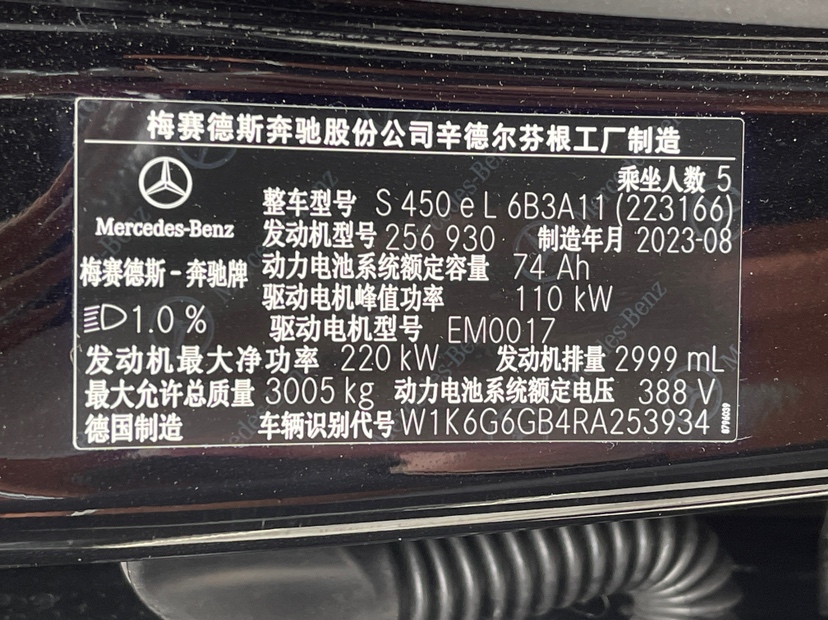 梅赛德斯奔驰股份公司辛德尔芬根工厂制造
乘坐人数 5
Mercedes-Benz
整车型号 S 450 e L 6B3A11 (223166)
发动机型号 256 930 制造年月 2023-08
梅赛德斯-奔驰牌 动力电池系统额定容量 74 Ah
驱动电机峰值功率 110 kW
1.0 % 驱动电机型号 EM0017
发动机最大净功率 220 kW 发动机排量 2999 mL
最大允许总质量 3005 kg 动力电池系统额定电压 388 V
德国制造 车辆识别代号 W1K6G6GB4RA253934